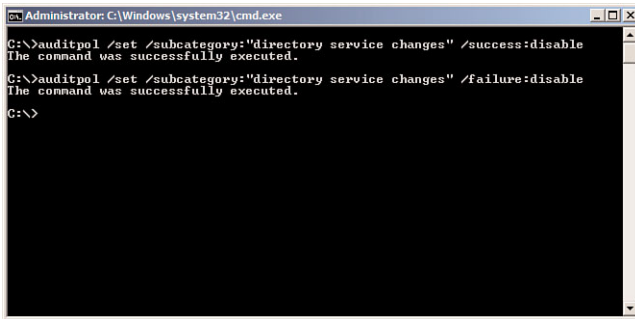 Administrator: C:\Windows\system32\cmd.exe
C:\>auditpol /set /subcategory:"directory service changes" /success:disable
The command was successfully executed.
C:\>auditpol /set /subcategory:"directory service changes" /failure:disable
The command was successfully executed.
C:\>